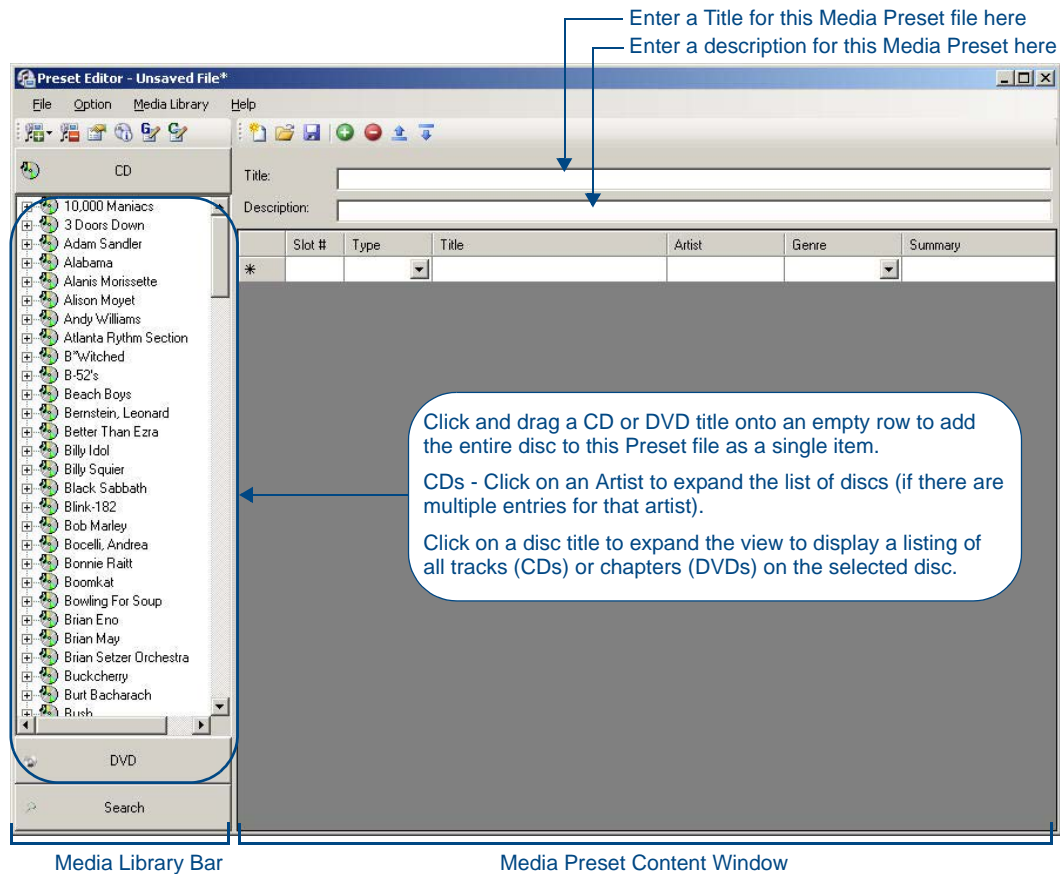 Enter a Title for this Media Preset file here
Enter a description for this Media Preset here
Preset Editor - Unsaved File*
File Option Media Library Help
CD
Title:
Description:
10,000 Maniacs
3 Doors Down
Adam Sandler
Alabama
Alanis Morissette
Alison Moyet
Andy Williams
Atlanta Rythm Section
B*Witched
B-52's
Beach Boys
Bernstein, Leonard
Better Than Ezra
Billy Idol
Billy Squier
Black Sabbath
Blink-182
Bob Marley
Bocelli, Andrea
Bonnie Raitt
Boomkat
Bowling For Soup
Brian Eno
Brian May
Brian Setzer Orchestra
Buckcherry
Burt Bacharach
Bush
DVD
Search
Slot # Type Title Artist Genre Summary
Click and drag a CD or DVD title onto an empty row to add
the entire disc to this Preset file as a single item.
CDs - Click on an Artist to expand the list of discs (if there are
multiple entries for that artist).
Click on a disc title to expand the view to display a listing of
all tracks (CDs) or chapters (DVDs) on the selected disc.
Media Library Bar
Media Preset Content Window